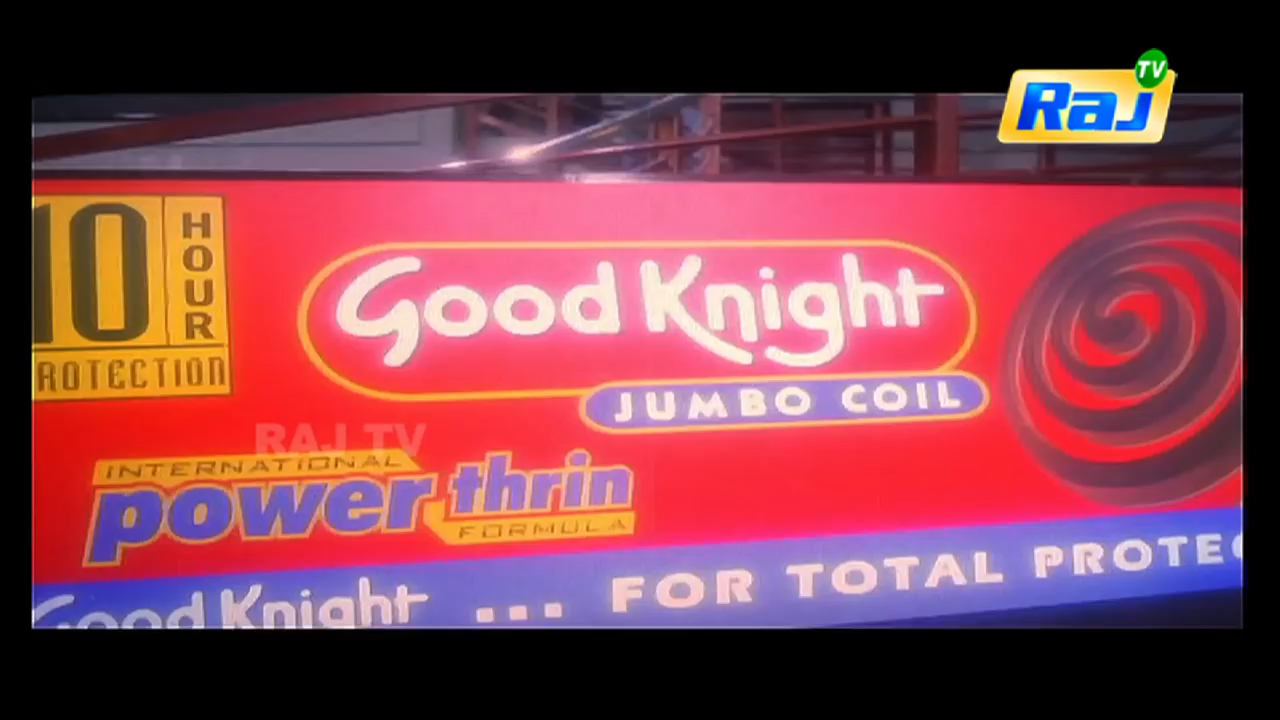 Raj TV
10 HOUR
ROTECTION
Good Knight
JUMBO COIL
RAJ TV
INTERNATIONAL
power thrin
FORMULA
Good Knight ... FOR TOTAL PROTEC